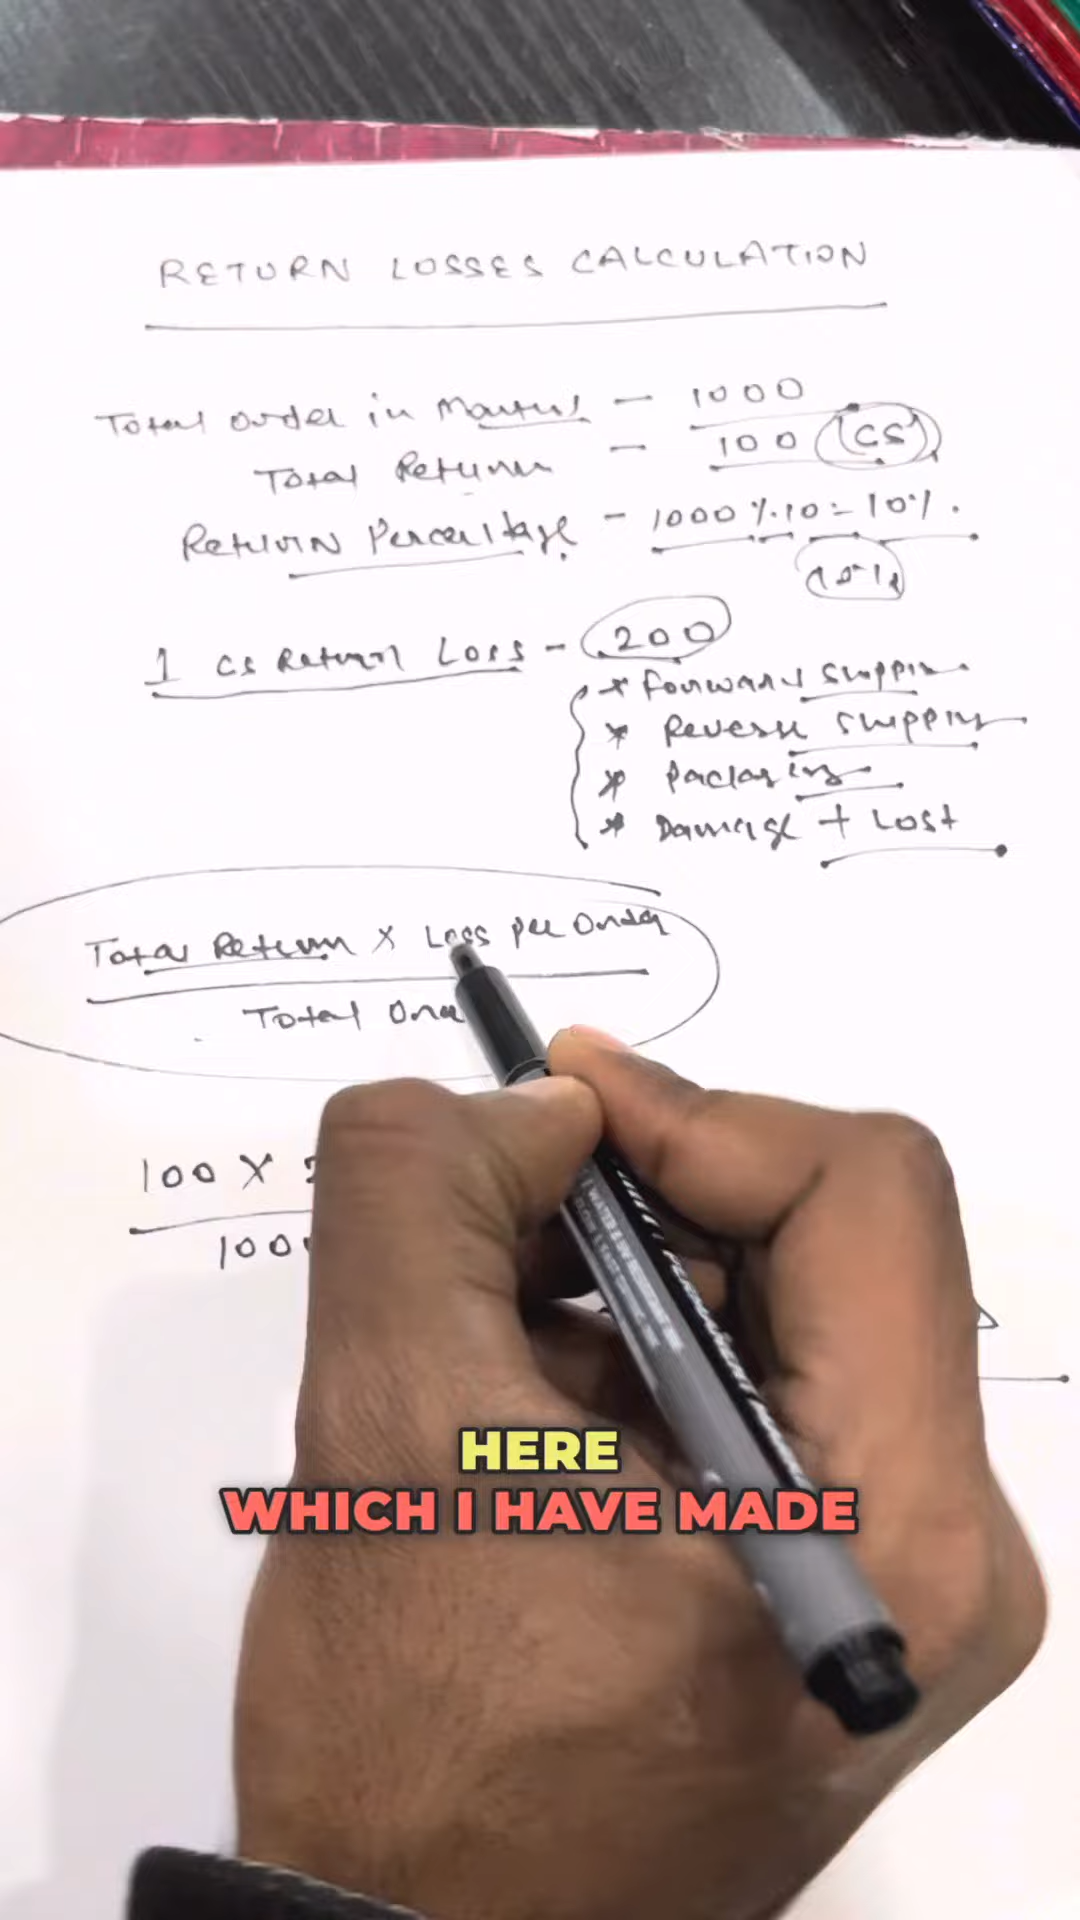 RETURN LOSSES CALCULATION
Total Order in Month - 1000
Total Return - 100 (CS)
Return Percentage - 1000 % 10 = 10%.
10%
1 CS Return Loss - 200
* Forward Shipping
* Reverse Shipping
* Packaging
* Damage + Lost
Total Return X Loss Per Order
Total
100 X
100
HERE
WHICH I HAVE MADE